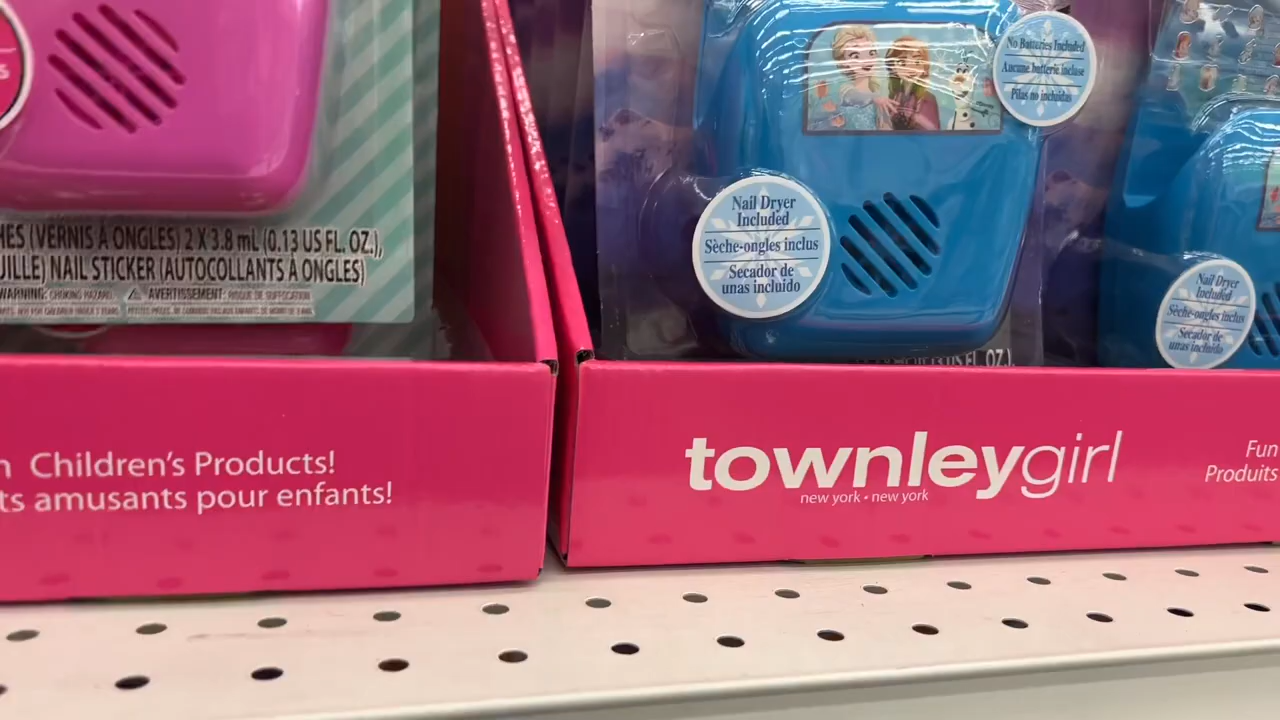 HES (VERNIS À ONGLES) 2 X 3.8 mL (0.13 US FL. OZ.),
UILLE) NAIL STICKER (AUTOCOLLANTS À ONGLES)
WARNING: CHOKING HAZARD
AVERTISSEMENT: RISQUE DE SUFFOCATION
n Children's Products!
ts amusants pour enfants!
No Batteries Included
Aucune batterie incluse
Pilas no incluidas
Nail Dryer
Included
Sèche-ongles inclus
Secador de
unas incluido
OZ.),
townleygirl
new york • new york
Fun
Produits
Nail Dryer
Included
Sèche-ongles inclus
Secador de
unas incluido